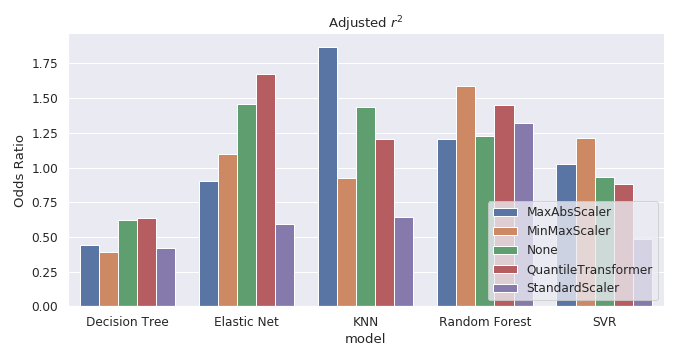 Adjusted r²
Odds Ratio
1.75
1.50
1.25
1.00
0.75
0.50
0.25
0.00
MaxAbsScaler
MinMaxScaler
None
QuantileTransformer
StandardScaler
Decision Tree Elastic Net KNN Random Forest SVR
model